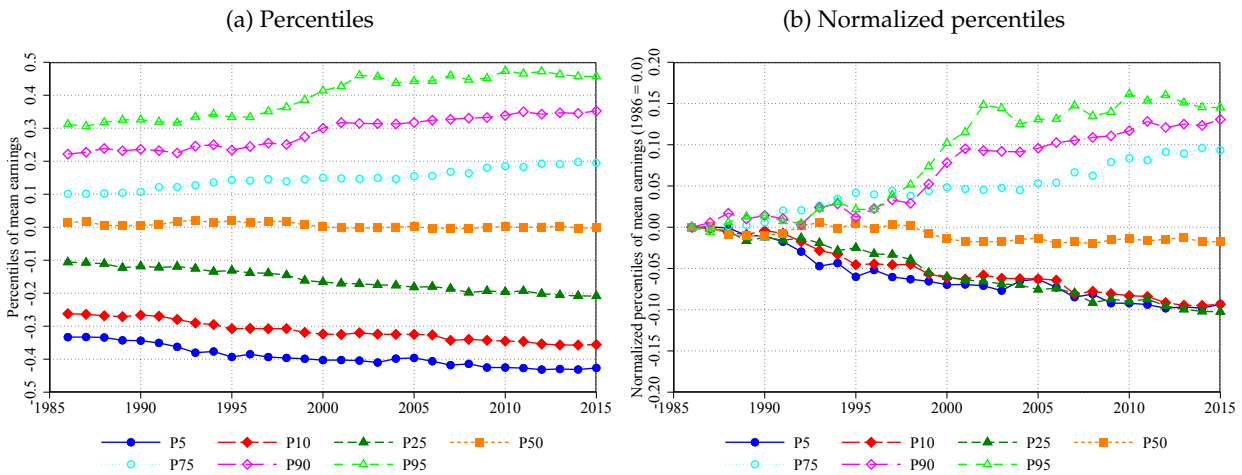 (a) Percentiles
Percentiles of mean earnings
0.5
0.4
0.3
0.2
0.1
0.0
-0.1
-0.2
-0.3
-0.4
-0.5
1985
1990
1995
2000
2005
2010
2015
P5
P10
P25
P50
P75
P90
P95
(b) Normalized percentiles
Normalized percentiles of mean earnings (1986 = 0.0)
0.20
0.15
0.10
0.05
0.00
-0.05
-0.10
-0.15
-0.20
1985
1990
1995
2000
2005
2010
2015
P5
P10
P25
P50
P75
P90
P95